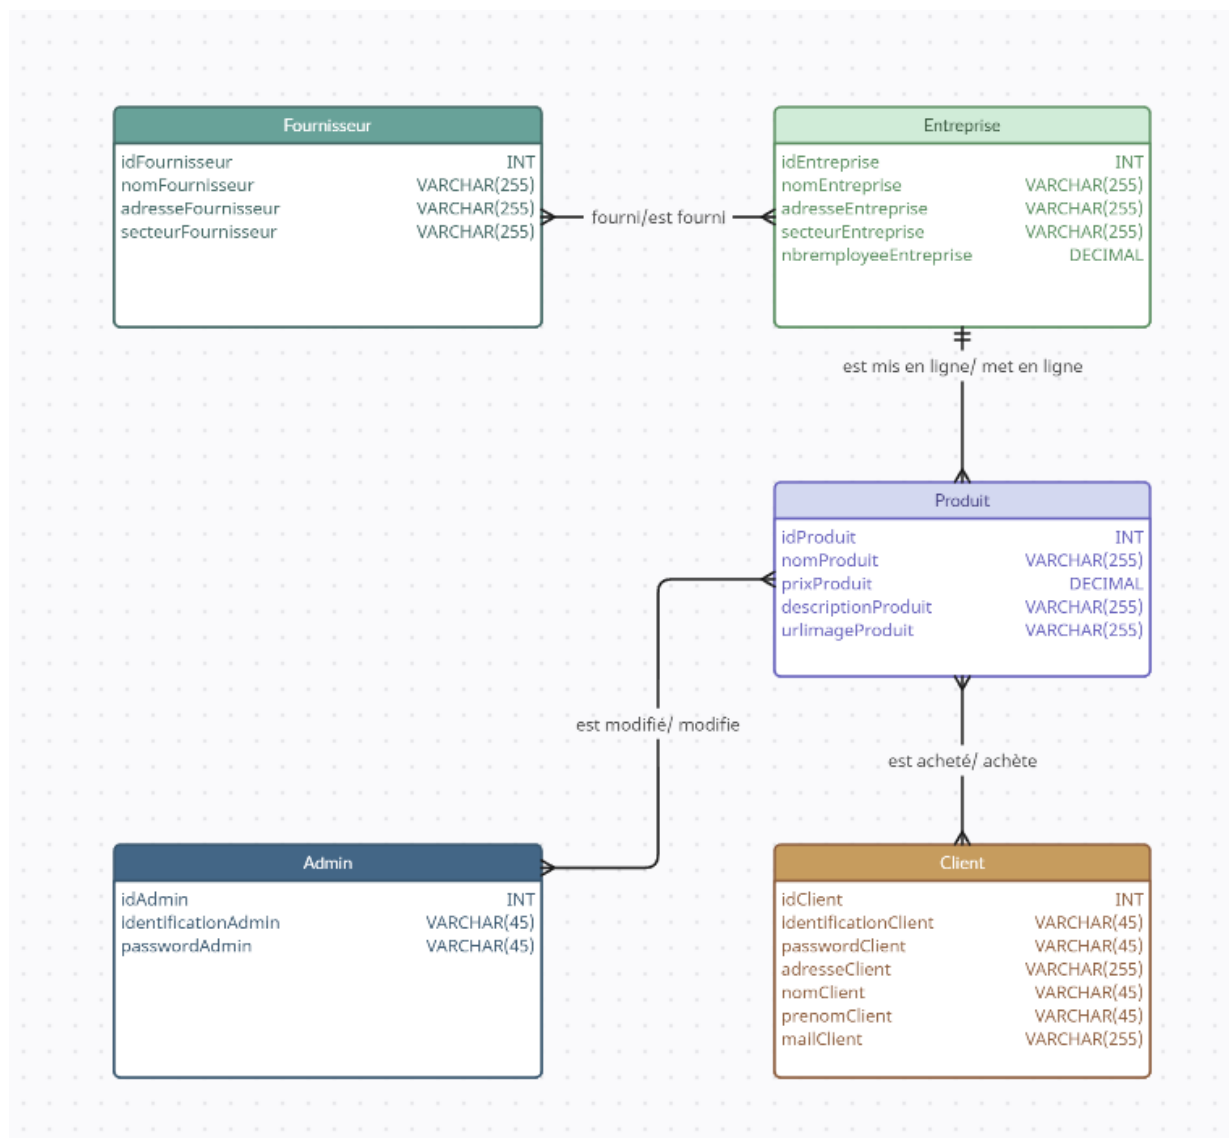 Fournisseur
idFournisseur INT
nomFournisseur VARCHAR(255)
adresseFournisseur VARCHAR(255)
secteurFournisseur VARCHAR(255)
fourni/est fourni
Entreprise
idEntreprise INT
nomEntreprise VARCHAR(255)
adresseEntreprise VARCHAR(255)
secteurEntreprise VARCHAR(255)
nbremployeeEntreprise DECIMAL
est mis en ligne/ met en ligne
Produit
idProduit INT
nomProduit VARCHAR(255)
prixProduit DECIMAL
descriptionProduit VARCHAR(255)
urlimageProduit VARCHAR(255)
est modifié/ modifie
est acheté/ achète
Admin
idAdmin INT
identificationAdmin VARCHAR(45)
passwordAdmin VARCHAR(45)
Client
idClient INT
identificationClient VARCHAR(45)
passwordClient VARCHAR(45)
adresseClient VARCHAR(255)
nomClient VARCHAR(45)
prenomClient VARCHAR(45)
mailClient VARCHAR(255)